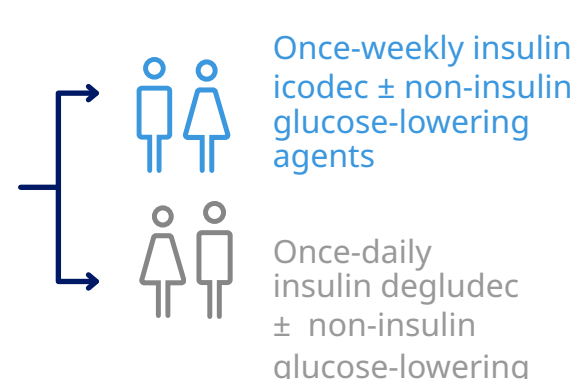 Once-weekly insulin
icodec ± non-insulin
glucose-lowering
agents
Once-daily
insulin degludec
± non-insulin
glucose-lowering